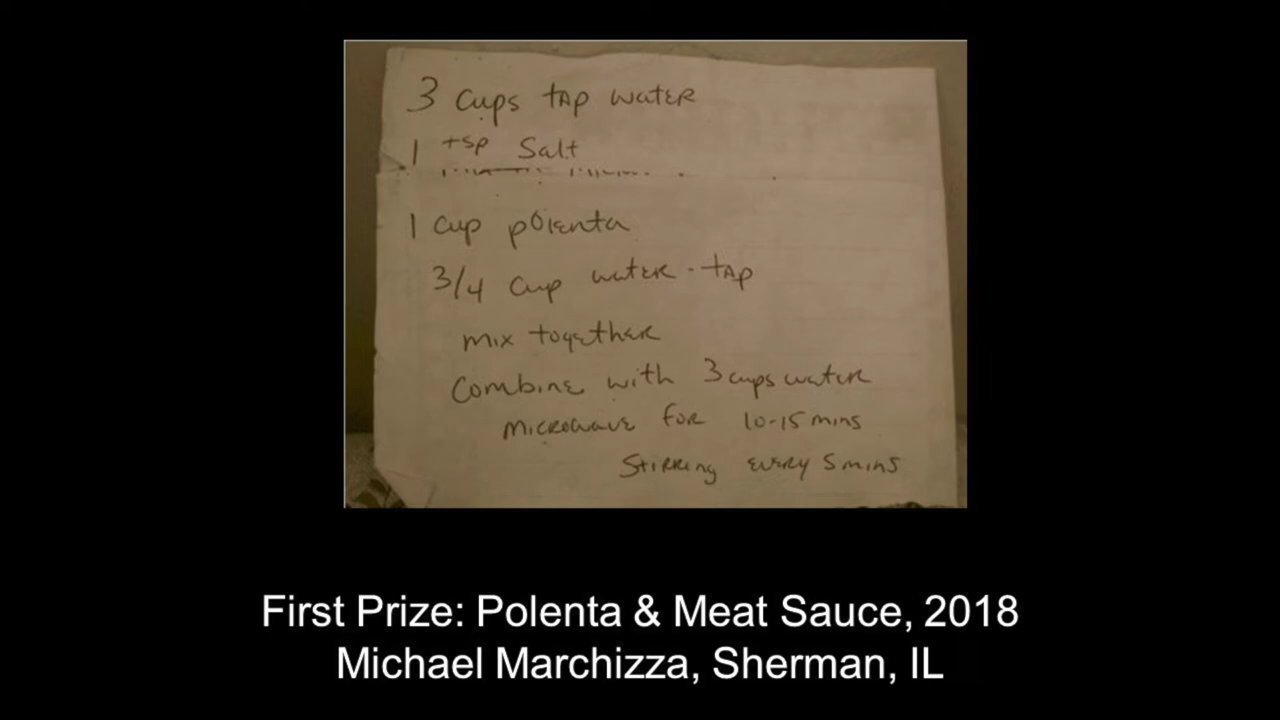 3 cups tap water
1 tsp Salt
1 cup polenta
3/4 cup water - tap
mix together
Combine with 3 cups water
Microwave for 10-15 mins
Stirring every 5 mins
First Prize: Polenta & Meat Sauce, 2018
Michael Marchizza, Sherman, IL